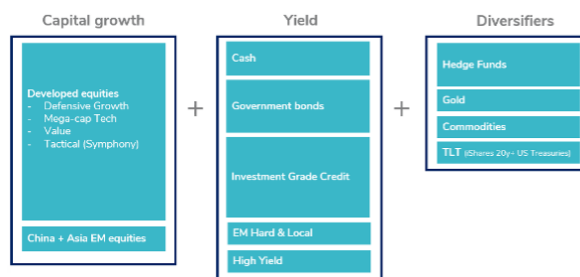 Capital growth
Developed equities
- Defensive Growth
- Mega-cap Tech
- Value
- Tactical (Symphony)
China + Asia EM equities
+
Yield
Cash
Government bonds
Investment Grade Credit
EM Hard & Local
High Yield
+
Diversifiers
Hedge Funds
Gold
Commodities
TLT (iShares 20y+ US Treasuries)